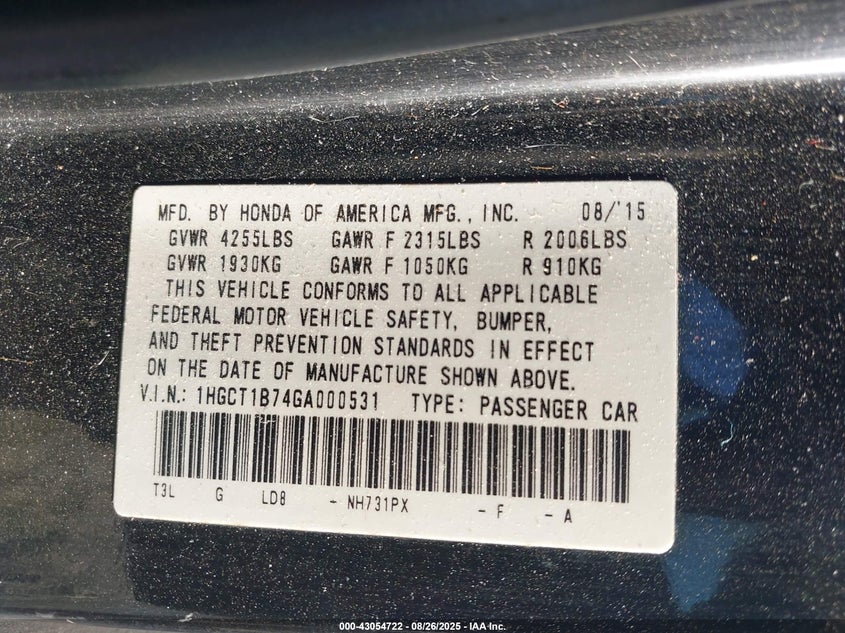 MFD. BY HONDA OF AMERICA MFG., INC. 08/'15
GVWR 4255LBS GAWR F 2315LBS R 2006LBS
GVWR 1930KG GAWR F 1050KG R 910KG
THIS VEHICLE CONFORMS TO ALL APPLICABLE
FEDERAL MOTOR VEHICLE SAFETY, BUMPER,
AND THEFT PREVENTION STANDARDS IN EFFECT
ON THE DATE OF MANUFACTURE SHOWN ABOVE.
V.I.N.: 1HGCT1B74GA000531 TYPE: PASSENGER CAR
T3L G LD8 - NH731PX - F - A
000-43054722 - 08/26/2025 - IAA Inc.